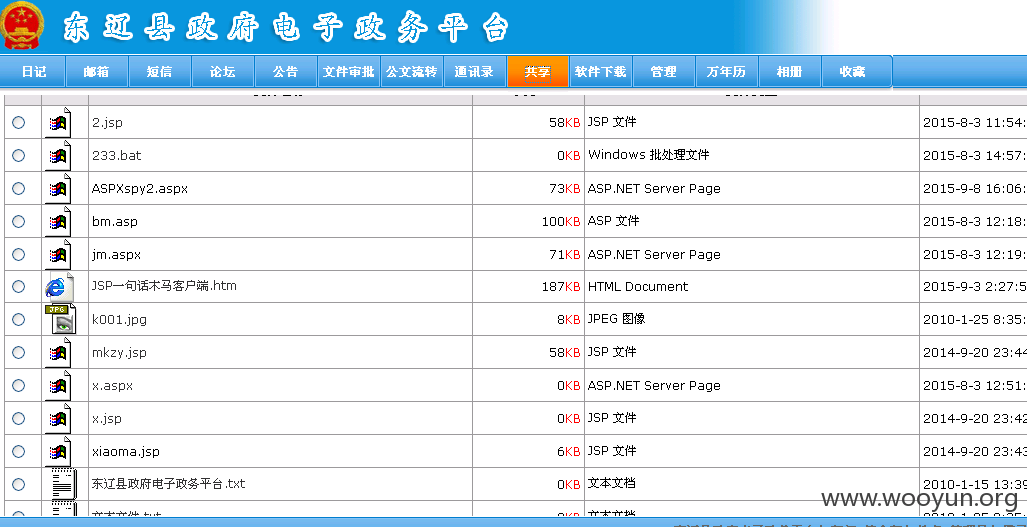 东辽县政府电子政务平台
日记 邮箱 短信 论坛 公告 文件审批 公文流转 通讯录 共享 软件下载 管理 万年历 相册 收藏
2.jsp 58KB JSP 文件 2015-8-3 11:54:
233.bat 0KB Windows 批处理文件 2015-8-3 14:57:
ASPXspy2.aspx 73KB ASP.NET Server Page 2015-9-8 16:06:
bm.asp 100KB ASP 文件 2015-8-3 12:18:
jm.aspx 71KB ASP.NET Server Page 2015-8-3 12:19:
JSP一句话木马客户端.htm 187KB HTML Document 2015-9-3 2:27:5
JPG
k001.jpg 8KB JPEG 图像 2010-1-25 8:35:
mkzy.jsp 58KB JSP 文件 2014-9-20 23:44
x.aspx 0KB ASP.NET Server Page 2015-8-3 12:51:
x.jsp 0KB JSP 文件 2014-9-20 23:42
xiaoma.jsp 6KB JSP 文件 2014-9-20 23:43
东辽县政府电子政务平台.txt 0KB 文本文档 2010-1-15 13:39
www.wooyun.org